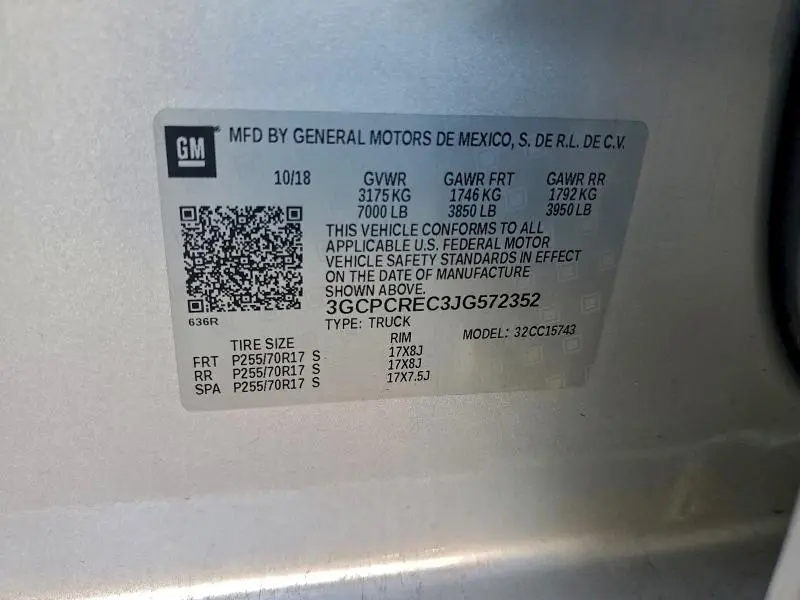 GM MFD BY GENERAL MOTORS DE MEXICO, S. DE R.L. DE C.V.
10/18 GVWR GAWR FRT GAWR RR
3175 KG 1746 KG 1792 KG
7000 LB 3850 LB 3950 LB
THIS VEHICLE CONFORMS TO ALL
APPLICABLE U.S. FEDERAL MOTOR
VEHICLE SAFETY STANDARDS IN EFFECT
ON THE DATE OF MANUFACTURE
SHOWN ABOVE.
3GCPCREC3JG572352
636R TYPE: TRUCK MODEL: 32CC15743
TIRE SIZE RIM
FRT P255/70R17 S 17X8J
RR P255/70R17 S 17X8J
SPA P255/70R17 S 17X7.5J